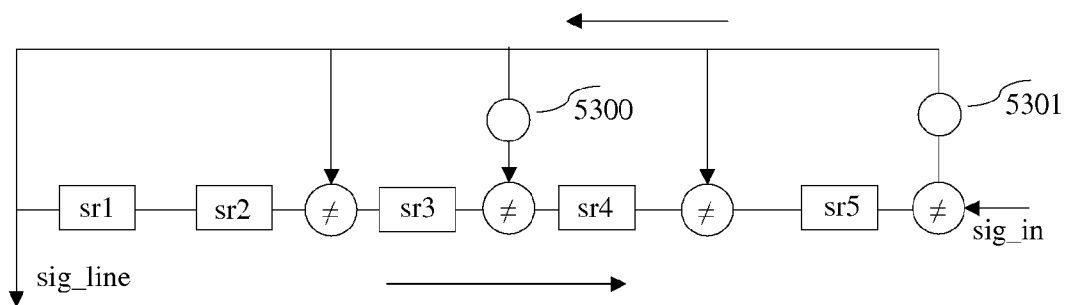 5300
5301
sr1 sr2 ≠ sr3 ≠ sr4 ≠ sr5 ≠
sig_in
sig_line